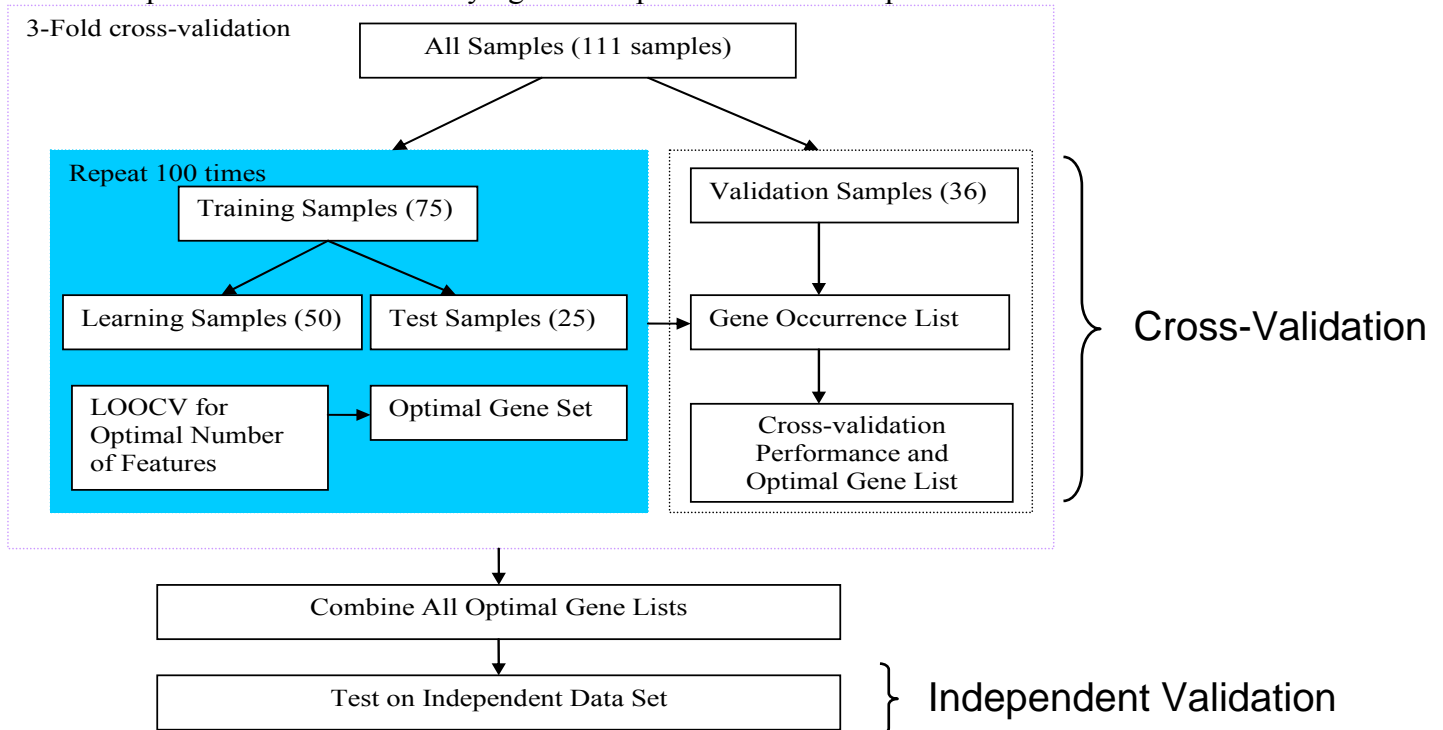 3-Fold cross-validation
All Samples (111 samples)
Repeat 100 times
Training Samples (75)
Validation Samples (36)
Learning Samples (50)
Test Samples (25)
Gene Occurrence List
LOOCV for
Optimal Number
of Features
Optimal Gene Set
Cross-validation
Performance and
Optimal Gene List
Cross-Validation
Combine All Optimal Gene Lists
Test on Independent Data Set
Independent Validation